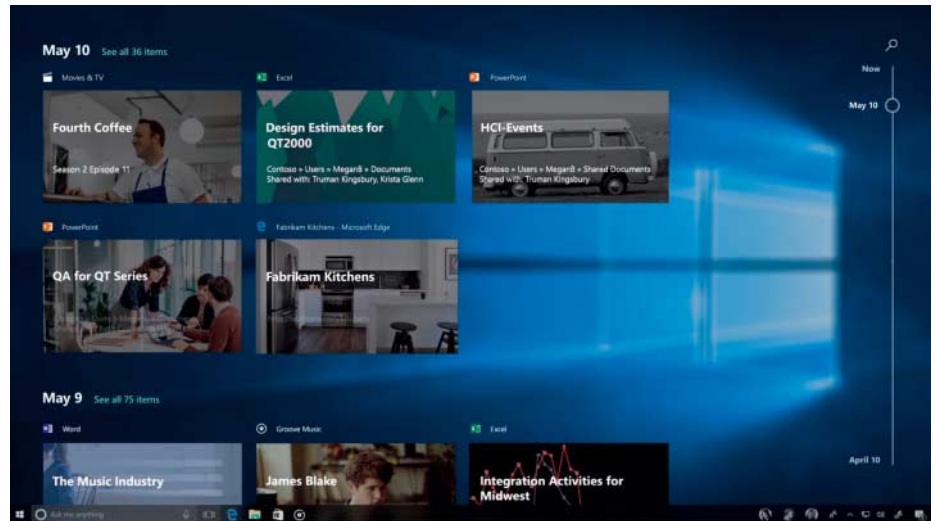 May 10 See all 36 items
Now
May 10
April 10
Movies & TV
Fourth Coffee
Season 2 Episode 11
Excel
Design Estimates for
QT2000
Contoso » Users » MeganB » Documents
Shared with: Truman Kingsbury, Krista Glenn
PowerPoint
HCI-Events
Contoso » Users » MeganB » Shared Documents
Shared with: Truman Kingsbury
PowerPoint
QA for QT Series
Fabrikam Kitchens - Microsoft Edge
Fabrikam Kitchens
May 9 See all 75 items
Word
The Music Industry
Groove Music
James Blake
Excel
Integration Activities for
Midwest
Ask me anything